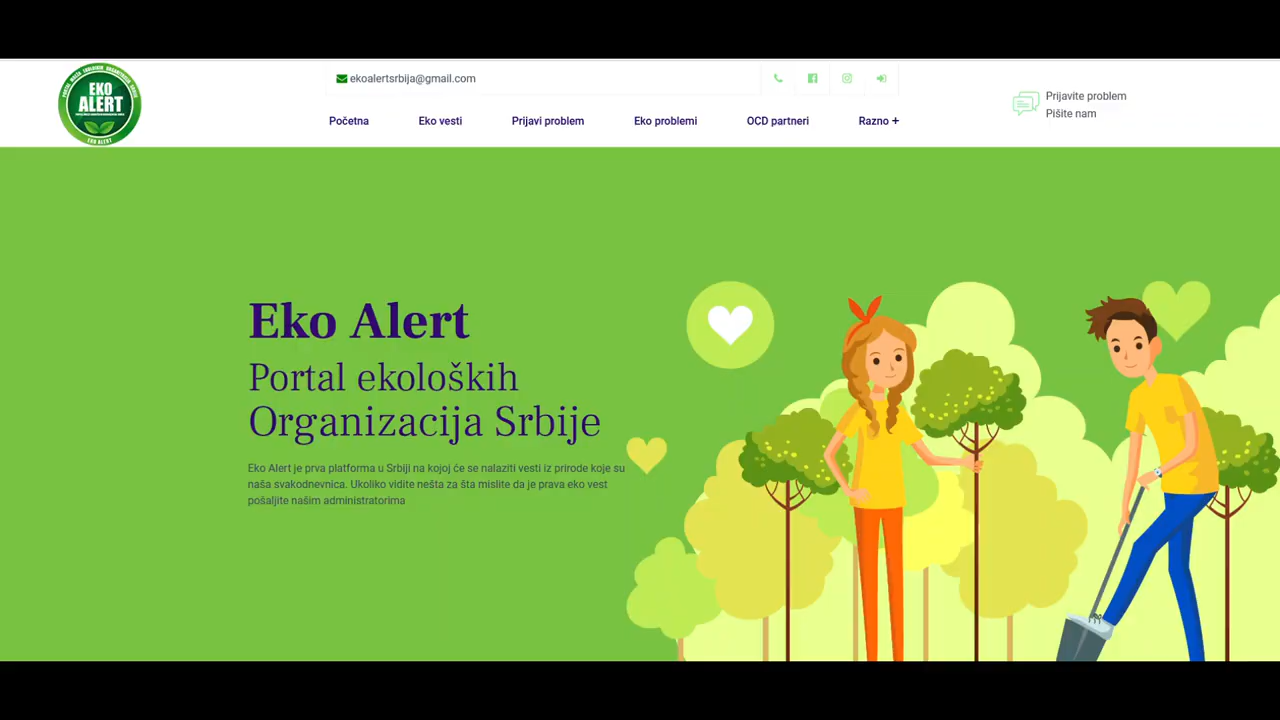 EKO
ALERT
EKO ALERT
ekoalertsrbija@gmail.com
Početna
Eko vesti
Prijavi problem
Eko problemi
OCD partneri
Razno +
Prijavite problem
Pišite nam
Eko Alert
Portal ekoloških
Organizacija Srbije
Eko Alert je prva platforma u Srbiji na kojoj će se nalaziti vesti iz prirode koje su
naša svakodnevnica. Ukoliko vidite nešta za šta mislite da je prava eko vest
pošaljite našim administratorima